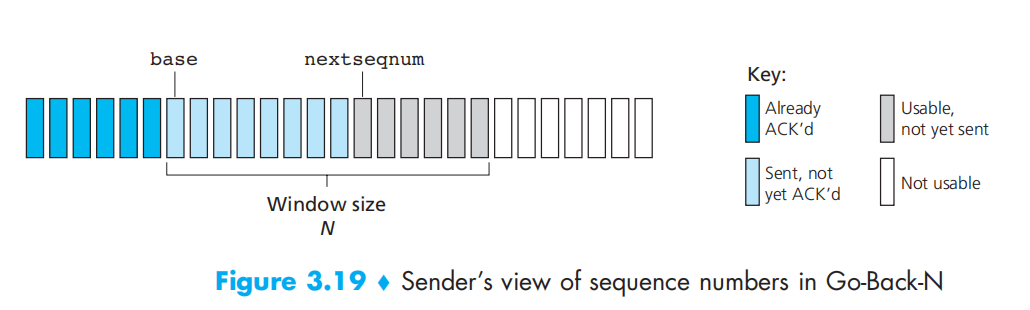 base
nextseqnum
Window size
N
Key:
Already
ACK'd
Usable,
not yet sent
Sent, not
yet ACK'd
Not usable
Figure 3.19 ♦ Sender's view of sequence numbers in Go-Back-N